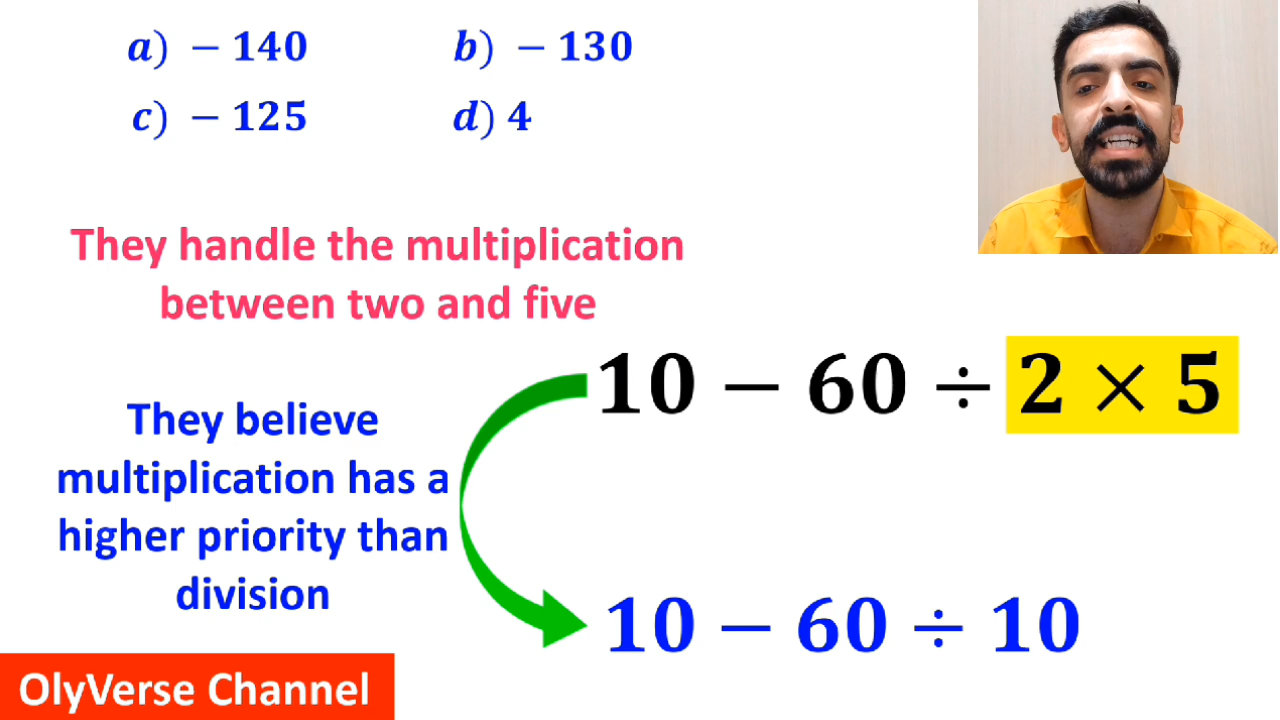 a) − 140 b) − 130
c) − 125 d) 4
They handle the multiplication
between two and five
10 − 60 ÷ 2 × 5
They believe
multiplication has a
higher priority than
division
10 − 60 ÷ 10
OlyVerse Channel